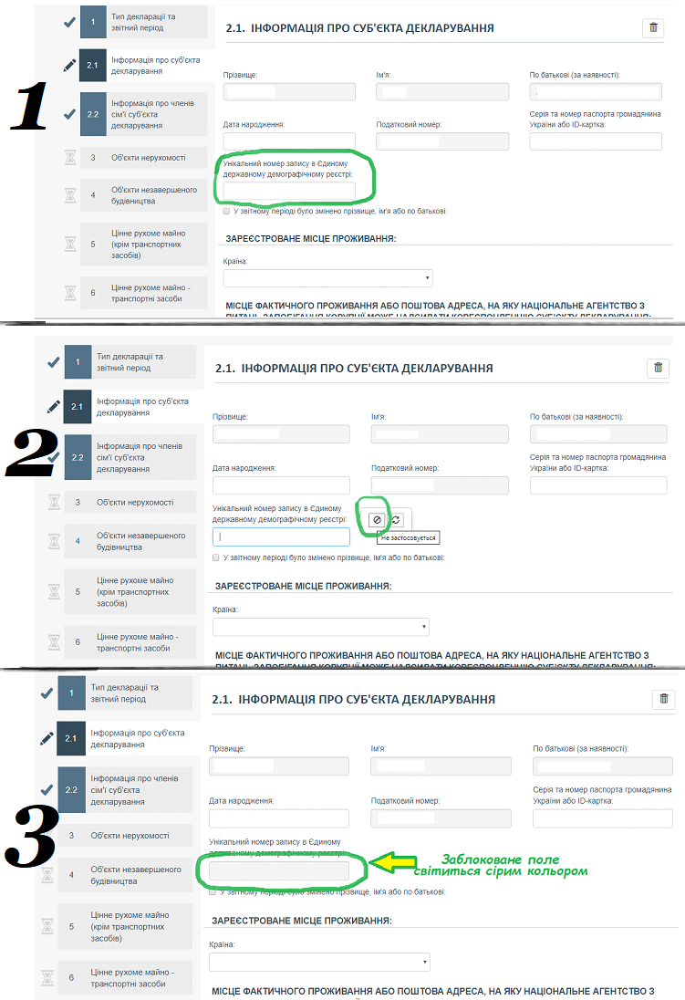 1
1 Тип декларації та
звітний період
2.1 Інформація про суб'єкта
декларування
2.2 Інформація про членів
сім'ї суб'єкта
декларування
3 Об'єкти нерухомості
4 Об'єкти незавершеного
будівництва
5 Цінне рухоме майно
(крім транспортних
засобів)
6 Цінне рухоме майно -
транспортні засоби
2.1. ІНФОРМАЦІЯ ПРО СУБ'ЄКТА ДЕКЛАРУВАННЯ
Прізвище: Ім'я: По батькові (за наявності):
Дата народження: Податковий номер: Серія та номер паспорта громадянина
України або ID-картка:
Унікальний номер запису в Єдиному
державному демографічному реєстрі:
У звітному періоді було змінено прізвище, ім'я або по батькові:
ЗАРЕЄСТРОВАНЕ МІСЦЕ ПРОЖИВАННЯ:
Країна:
МІСЦЕ ФАКТИЧНОГО ПРОЖИВАННЯ АБО ПОШТОВА АДРЕСА, НА ЯКУ НАЦІОНАЛЬНЕ АГЕНТСТВО З
ПИТАНЬ ЗАПОБІГАННЯ КОРУПЦІЇ МОЖЕ НАДСИЛАТИ КОРЕСПОНДЕНЦІЮ СУБ'ЄКТУ ДЕКЛАРУВАННЯ:
2
1 Тип декларації та
звітний період
2.1 Інформація про суб'єкта
декларування
2.2 Інформація про членів
сім'ї суб'єкта
декларування
3 Об'єкти нерухомості
4 Об'єкти незавершеного
будівництва
5 Цінне рухоме майно
(крім транспортних
засобів)
6 Цінне рухоме майно -
транспортні засоби
2.1. ІНФОРМАЦІЯ ПРО СУБ'ЄКТА ДЕКЛАРУВАННЯ
Прізвище: Ім'я: По батькові (за наявності):
Дата народження: Податковий номер: Серія та номер паспорта громадянина
України або ID-картка:
Унікальний номер запису в Єдиному
державному демографічному реєстрі:
Не застосовується
У звітному періоді було змінено прізвище, ім'я або по батькові:
ЗАРЕЄСТРОВАНЕ МІСЦЕ ПРОЖИВАННЯ:
Країна:
МІСЦЕ ФАКТИЧНОГО ПРОЖИВАННЯ АБО ПОШТОВА АДРЕСА, НА ЯКУ НАЦІОНАЛЬНЕ АГЕНТСТВО З
ПИТАНЬ ЗАПОБІГАННЯ КОРУПЦІЇ МОЖЕ НАДСИЛАТИ КОРЕСПОНДЕНЦІЮ СУБ'ЄКТУ ДЕКЛАРУВАННЯ:
3
1 Тип декларації та
звітний період
2.1 Інформація про суб'єкта
декларування
2.2 Інформація про членів
сім'ї суб'єкта
декларування
3 Об'єкти нерухомості
4 Об'єкти незавершеного
будівництва
5 Цінне рухоме майно
(крім транспортних
засобів)
6 Цінне рухоме майно -
транспортні засоби
2.1. ІНФОРМАЦІЯ ПРО СУБ'ЄКТА ДЕКЛАРУВАННЯ
Прізвище: Ім'я: По батькові (за наявності):
Дата народження: Податковий номер: Серія та номер паспорта громадянина
України або ID-картка:
Унікальний номер запису в Єдиному
державному демографічному реєстрі:
Заблоковане поле
світиться сірим кольором
У звітному періоді було змінено прізвище, ім'я або по батькові:
ЗАРЕЄСТРОВАНЕ МІСЦЕ ПРОЖИВАННЯ:
Країна:
МІСЦЕ ФАКТИЧНОГО ПРОЖИВАННЯ АБО ПОШТОВА АДРЕСА, НА ЯКУ НАЦІОНАЛЬНЕ АГЕНТСТВО З